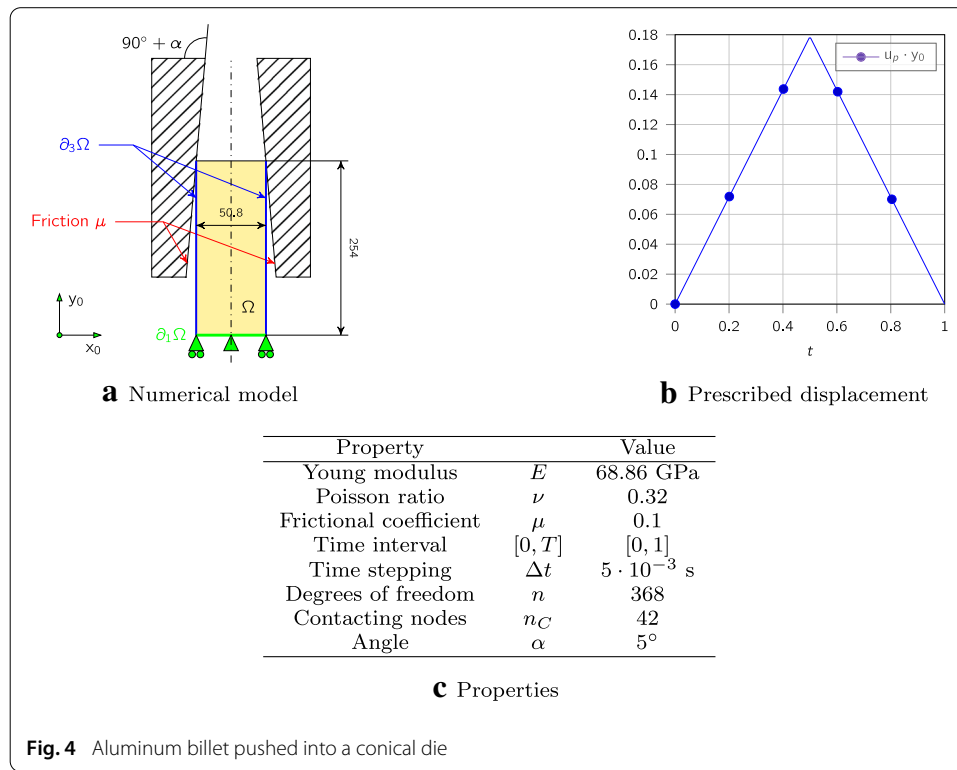 90° + α
∂₃Ω
50.8
Friction μ
254
Ω
y₀
x₀
∂₁Ω
a Numerical model
0.18
0.16
0.14
0.12
0.1
0.08
0.06
0.04
0.02
0
0 0.2 0.4 0.6 0.8 1
t
uₚ · y₀
b Prescribed displacement
Property Value
Young modulus E 68.86 GPa
Poisson ratio ν 0.32
Frictional coefficient μ 0.1
Time interval [0, T] [0, 1]
Time stepping Δt 5 · 10⁻³ s
Degrees of freedom n 368
Contacting nodes n_C 42
Angle α 5°
c Properties
Fig. 4 Aluminum billet pushed into a conical die